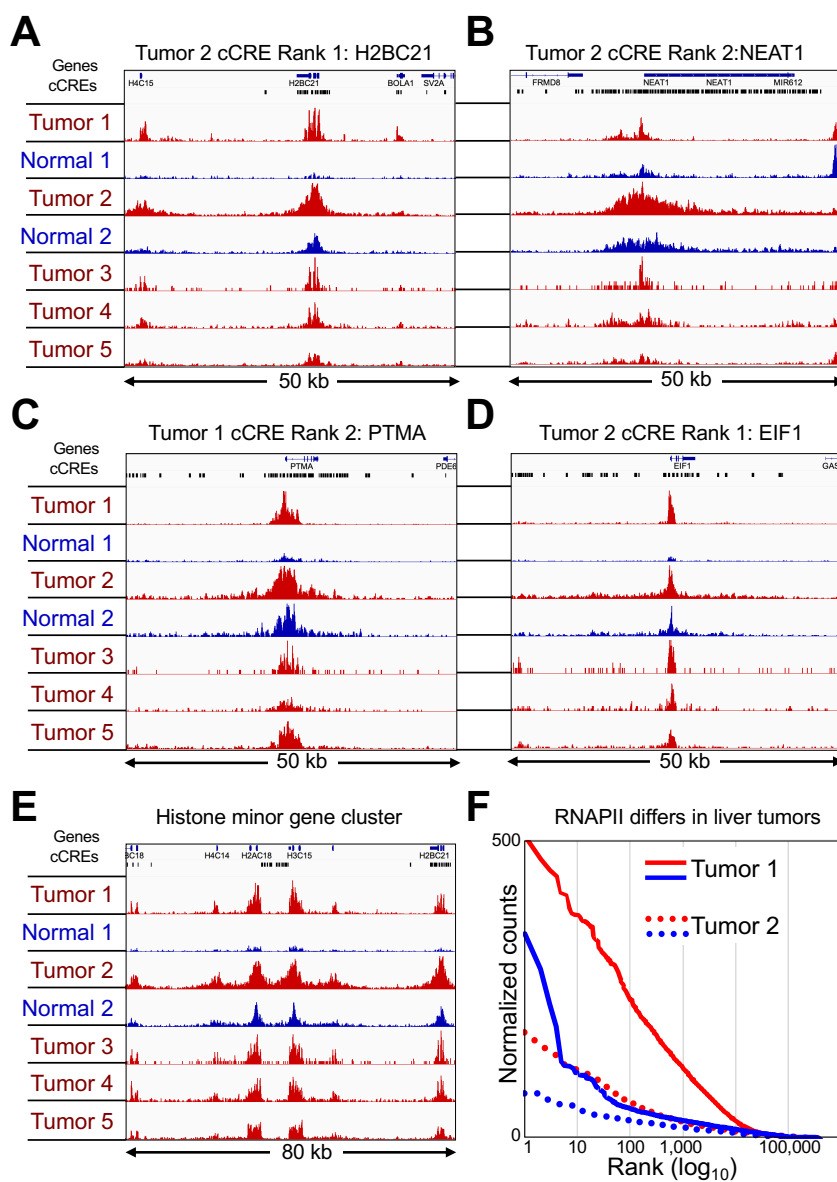 A
Tumor 2 cCRE Rank 1: H2BC21
Genes
cCREs
H4C15 H2BC21 BOLA1 SV2A
Tumor 1
Normal 1
Tumor 2
Normal 2
Tumor 3
Tumor 4
Tumor 5
50 kb
B
Tumor 2 cCRE Rank 2:NEAT1
FRMD8 NEAT1 NEAT1 MIR612
50 kb
C
Tumor 1 cCRE Rank 2: PTMA
Genes
cCREs
PTMA PDE6
Tumor 1
Normal 1
Tumor 2
Normal 2
Tumor 3
Tumor 4
Tumor 5
50 kb
D
Tumor 2 cCRE Rank 1: EIF1
EIF1 GAS
50 kb
E
Histone minor gene cluster
Genes
cCREs
BC18 H4C14 H2AC18 H3C15 H2BC21
Tumor 1
Normal 1
Tumor 2
Normal 2
Tumor 3
Tumor 4
Tumor 5
80 kb
F
RNAPII differs in liver tumors
500
Tumor 1
Tumor 2
Normalized counts
0
1 10 100 1,000 100,000
Rank (log10)